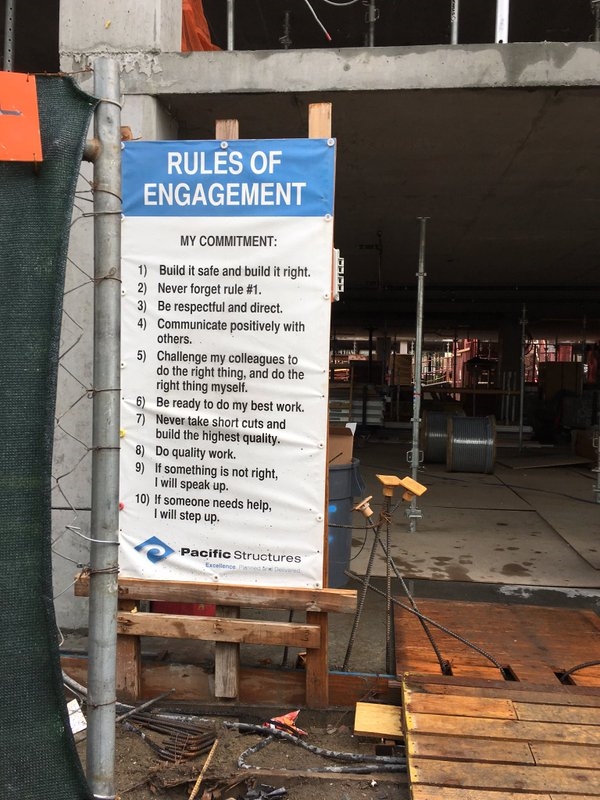 RULES OF
ENGAGEMENT
MY COMMITMENT:
1) Build it safe and build it right.
2) Never forget rule #1.
3) Be respectful and direct.
4) Communicate positively with
others.
5) Challenge my colleagues to
do the right thing, and do the
right thing myself.
6) Be ready to do my best work.
7) Never take short cuts and
build the highest quality.
8) Do quality work.
9) If something is not right,
I will speak up.
10) If someone needs help,
I will step up.
Pacific Structures
Excellence. Planned and Delivered.